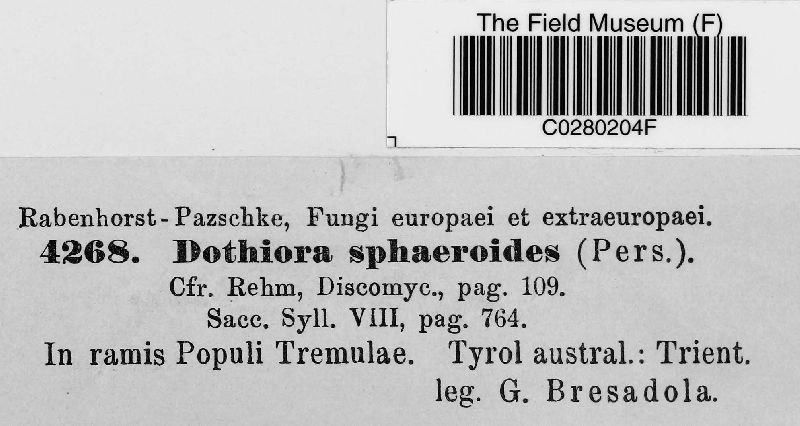 The Field Museum (F)
C0280204F
Rabenhorst-Pazschke, Fungi europaei et extraeuropaei.
4268. Dothiora sphaeroides (Pers.).
Cfr. Rehm, Discomyc., pag. 109.
Sacc. Syll. VIII, pag. 764.
In ramis Populi Tremulae. Tyrol austral.: Trient.
leg. G. Bresadola.